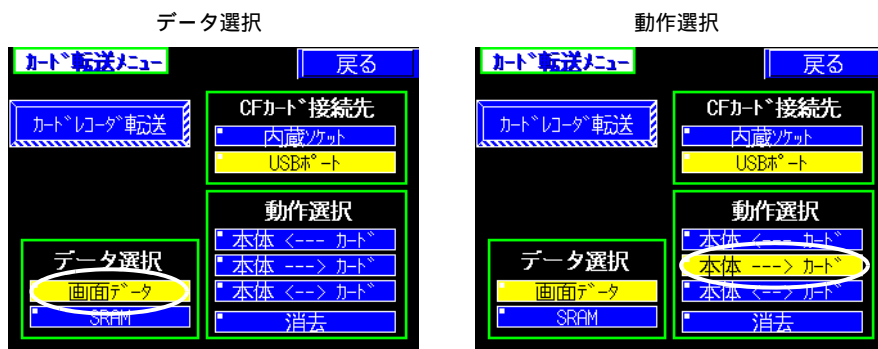 データ選択
カード転送メニュー
戻る
カードレコーダ転送
CFカード接続先
内蔵ソケット
USBポート
動作選択
本体 <--- カード
本体 ---> カード
本体 <--> カード
消去
データ選択
画面データ
SRAM
動作選択
カード転送メニュー
戻る
カードレコーダ転送
CFカード接続先
内蔵ソケット
USBポート
動作選択
本体 <--- カード
本体 ---> カード
本体 <--> カード
消去
データ選択
画面データ
SRAM